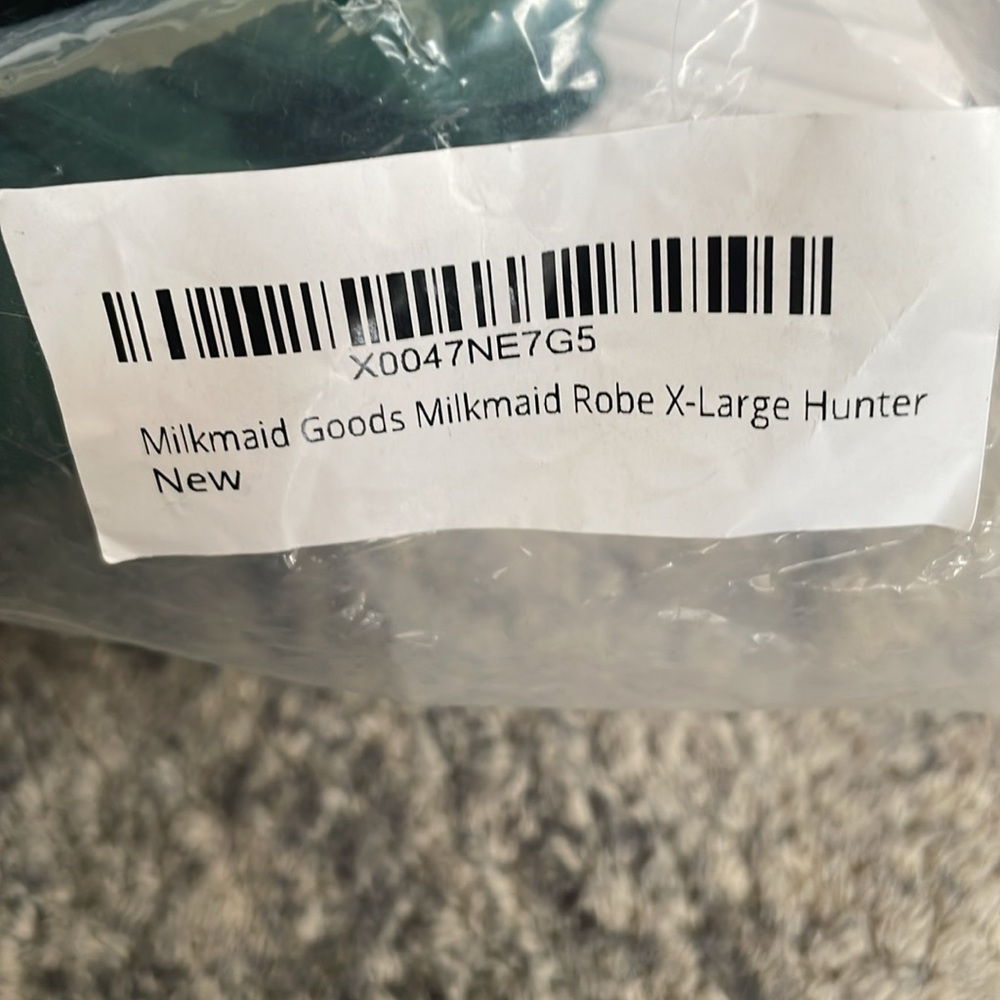 X0047NE7G5
Milkmaid Goods Milkmaid Robe X-Large Hunter
New